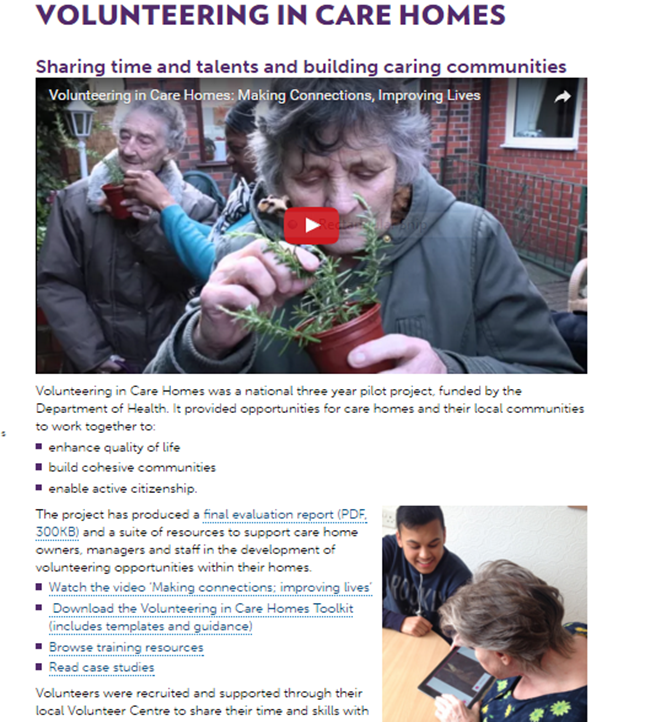 VOLUNTEERING IN CARE HOMES
Sharing time and talents and building caring communities
Volunteering in Care Homes: Making Connections, Improving Lives
Volunteering in Care Homes was a national three year pilot project, funded by the
Department of Health. It provided opportunities for care homes and their local communities
to work together to:
s
enhance quality of life
build cohesive communities
enable active citizenship.
The project has produced a final evaluation report (PDF,
300KB) and a suite of resources to support care home
owners, managers and staff in the development of
volunteering opportunities within their homes.
Watch the video 'Making connections; improving lives'
Download the Volunteering in Care Homes Toolkit
(includes templates and guidance)
Browse training resources
Read case studies
Volunteers were recruited and supported through their
local Volunteer Centre to share their time and skills with